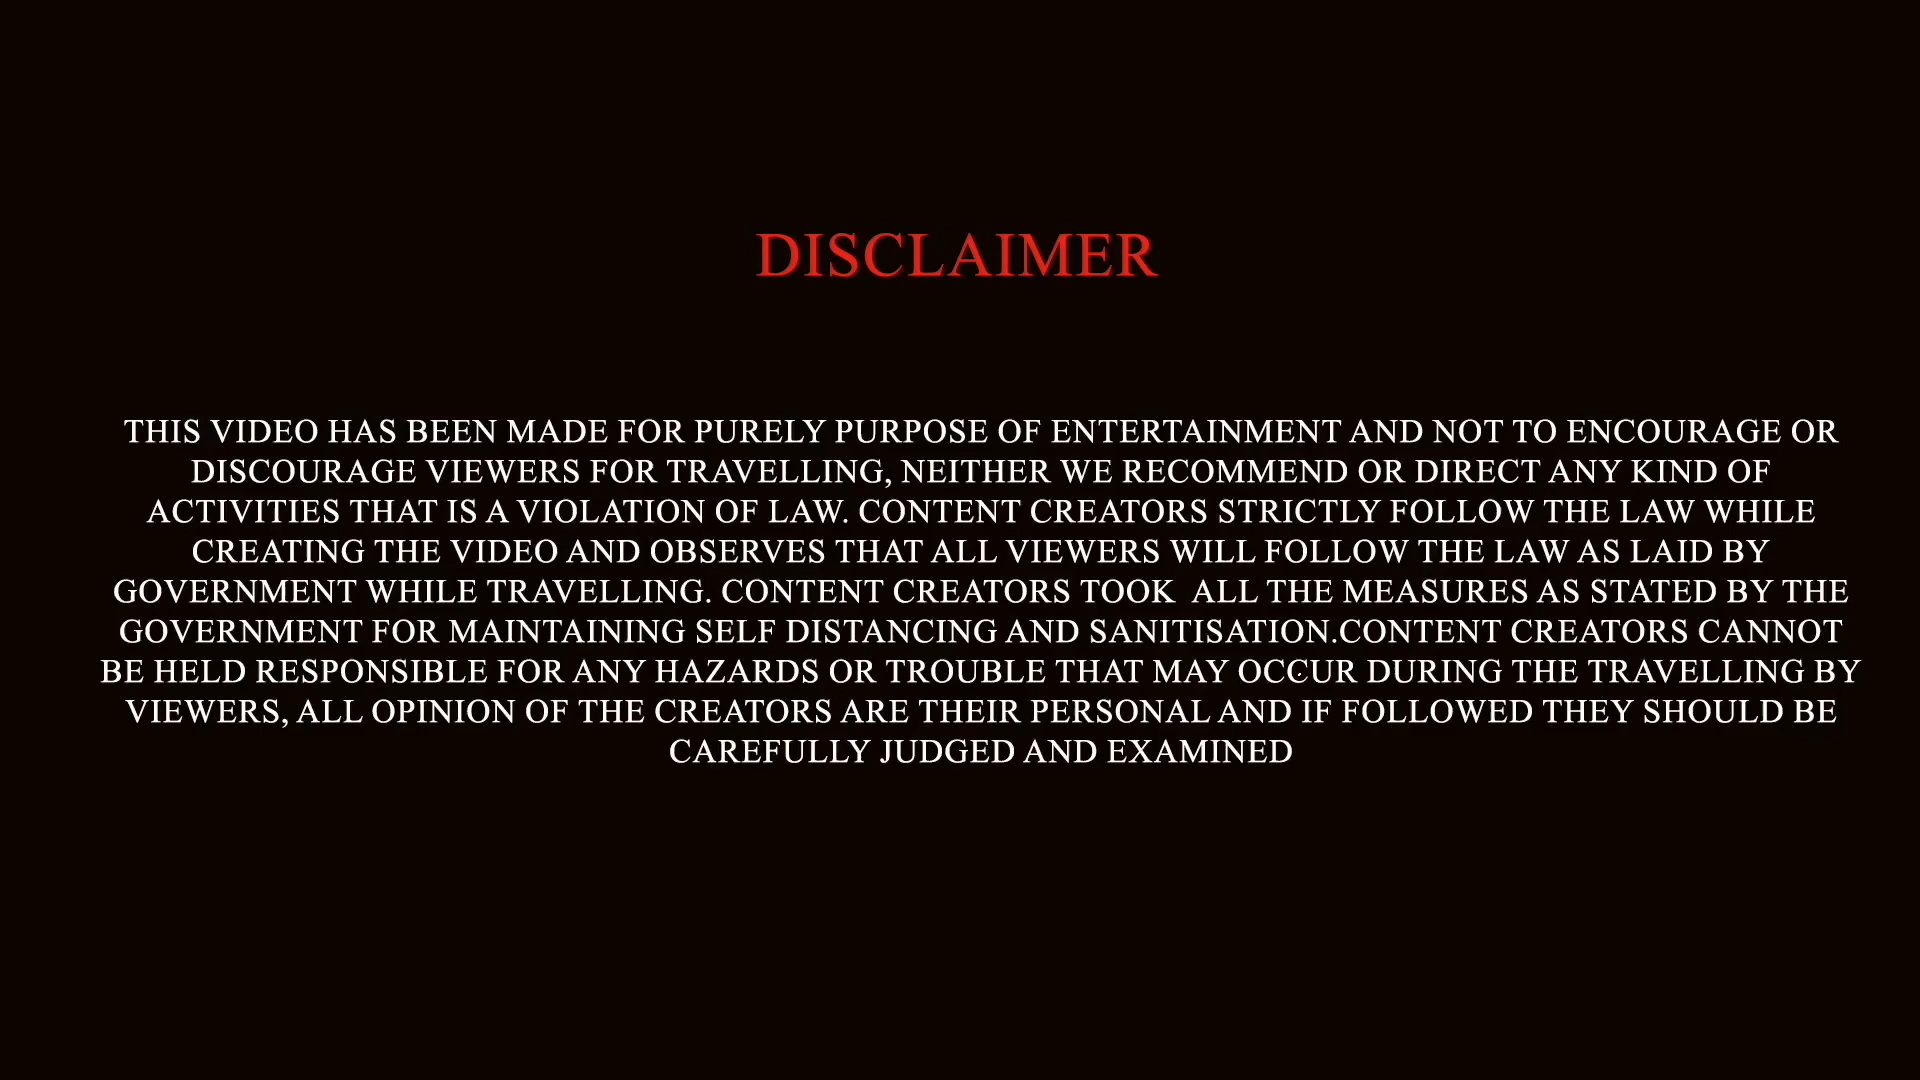 DISCLAIMER
THIS VIDEO HAS BEEN MADE FOR PURELY PURPOSE OF ENTERTAINMENT AND NOT TO ENCOURAGE OR
DISCOURAGE VIEWERS FOR TRAVELLING, NEITHER WE RECOMMEND OR DIRECT ANY KIND OF
ACTIVITIES THAT IS A VIOLATION OF LAW. CONTENT CREATORS STRICTLY FOLLOW THE LAW WHILE
CREATING THE VIDEO AND OBSERVES THAT ALL VIEWERS WILL FOLLOW THE LAW AS LAID BY
GOVERNMENT WHILE TRAVELLING. CONTENT CREATORS TOOK  ALL THE MEASURES AS STATED BY THE
GOVERNMENT FOR MAINTAINING SELF DISTANCING AND SANITISATION.CONTENT CREATORS CANNOT
BE HELD RESPONSIBLE FOR ANY HAZARDS OR TROUBLE THAT MAY OCCUR DURING THE TRAVELLING BY
VIEWERS, ALL OPINION OF THE CREATORS ARE THEIR PERSONAL AND IF FOLLOWED THEY SHOULD BE
CAREFULLY JUDGED AND EXAMINED